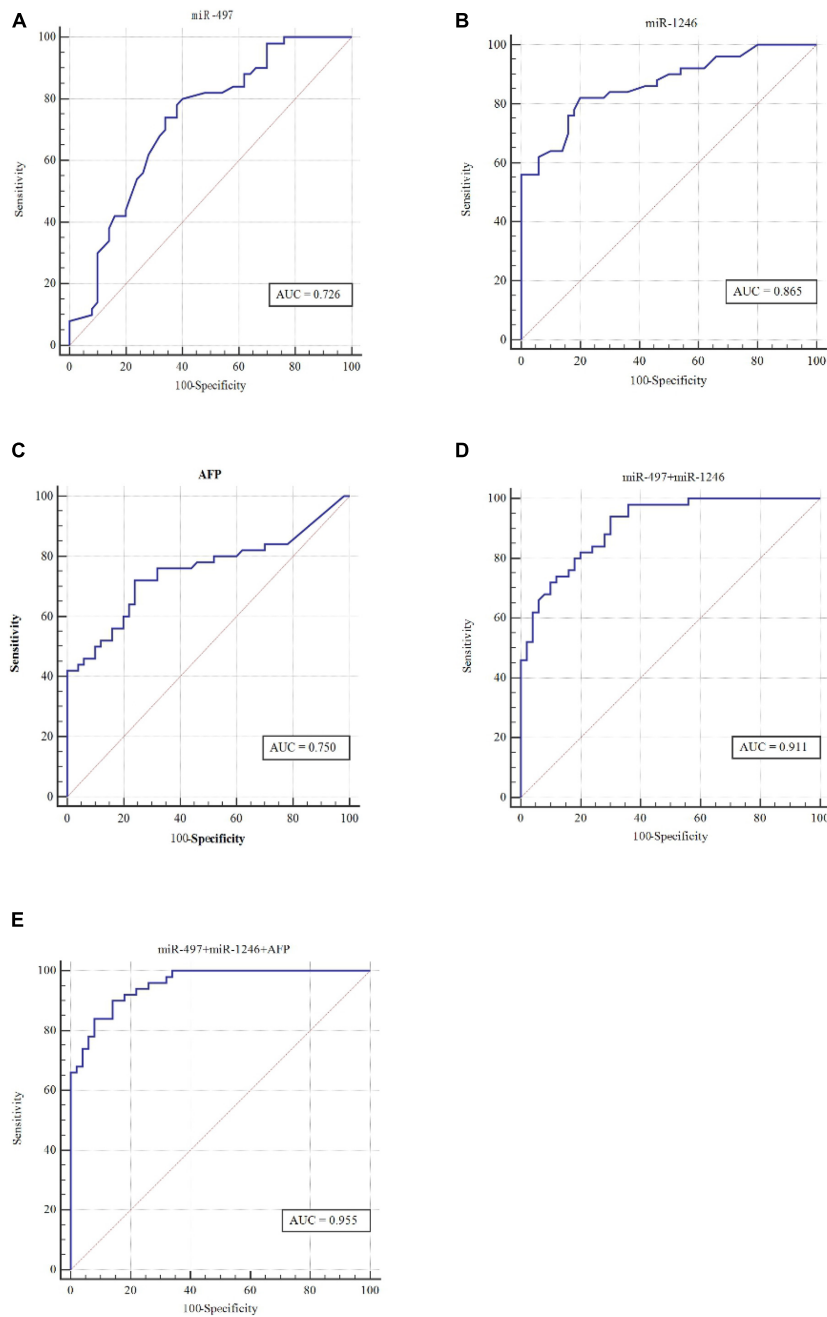 A
miR-497
100
80
60
40
20
0
Sensitivity
AUC = 0.726
0 20 40 60 80 100
100-Specificity
B
miR-1246
100
80
60
40
20
0
Sensitivity
AUC = 0.865
0 20 40 60 80 100
100-Specificity
C
AFP
100
80
60
40
20
0
Sensitivity
AUC = 0.750
0 20 40 60 80 100
100-Specificity
D
miR-497+miR-1246
100
80
60
40
20
0
Sensitivity
AUC = 0.911
0 20 40 60 80 100
100-Specificity
E
miR-497+miR-1246+AFP
100
80
60
40
20
0
Sensitivity
AUC = 0.955
0 20 40 60 80 100
100-Specificity